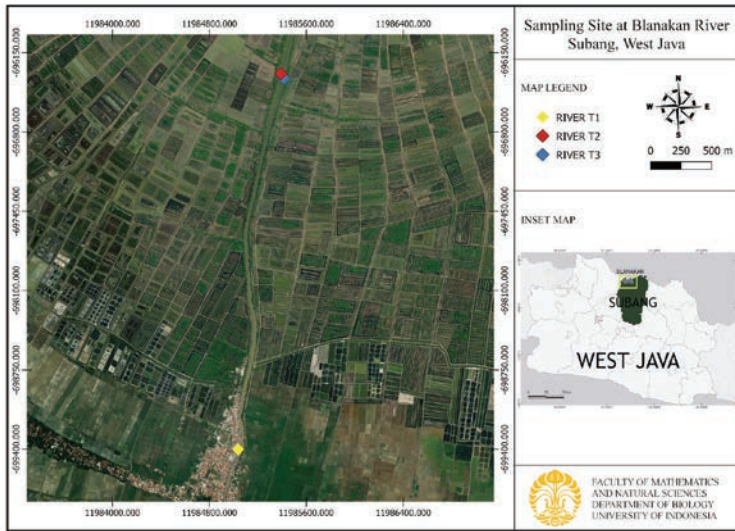 11984000.000 11984800.000 11985600.000 11986400.000
-696150.000
-696800.000
-697450.000
-698100.000
-698750.000
-699400.000
-696150.000
-696800.000
-697450.000
-698100.000
-698750.000
-699400.000
11984000.000 11984800.000 11985600.000 11986400.000
Sampling Site at Blanakan River
Subang, West Java
MAP LEGEND
RIVER T1
RIVER T2
RIVER T3
N
W E
S
0 250 500 m
INSET MAP
BLANAKAN
SUBANG
WEST JAVA
FACULTY OF MATHEMATICS
AND NATURAL SCIENCES
DEPARTMENT OF BIOLOGY
UNIVERSITY OF INDONESIA